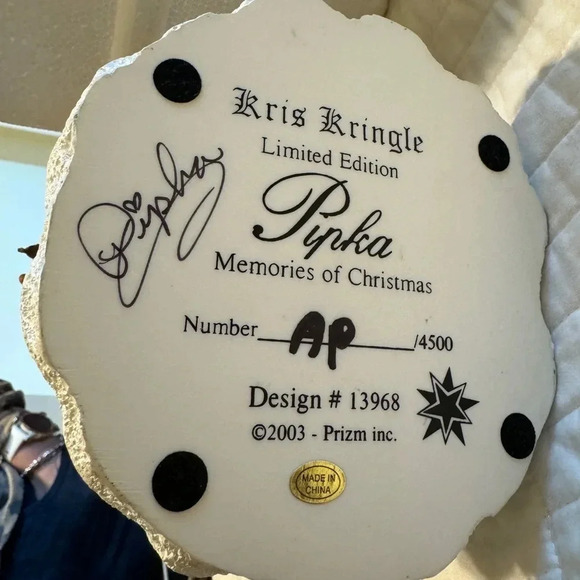 Kris Kringle
Limited Edition
Pipka
Pipka
Memories of Christmas
Number AP /4500
Design # 13968
©2003 - Prizm inc.
MADE IN
CHINA